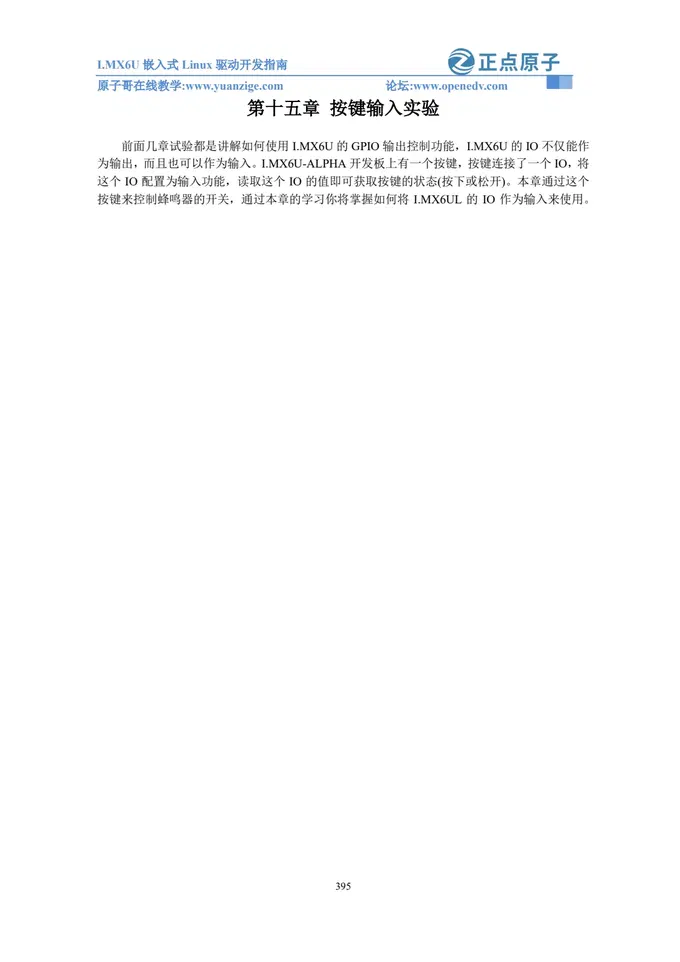 I.MX6U 嵌入式 Linux 驱动开发指南
正点原子
原子哥在线教学:www.yuanzige.com 论坛:www.openedv.com
第十五章 按键输入实验
前面几章试验都是讲解如何使用 I.MX6U 的 GPIO 输出控制功能，I.MX6U 的 IO 不仅能作
为输出，而且也可以作为输入。I.MX6U-ALPHA 开发板上有一个按键，按键连接了一个 IO，将
这个 IO 配置为输入功能，读取这个 IO 的值即可获取按键的状态(按下或松开)。本章通过这个
按键来控制蜂鸣器的开关，通过本章的学习你将掌握如何将 I.MX6UL 的 IO 作为输入来使用。
395